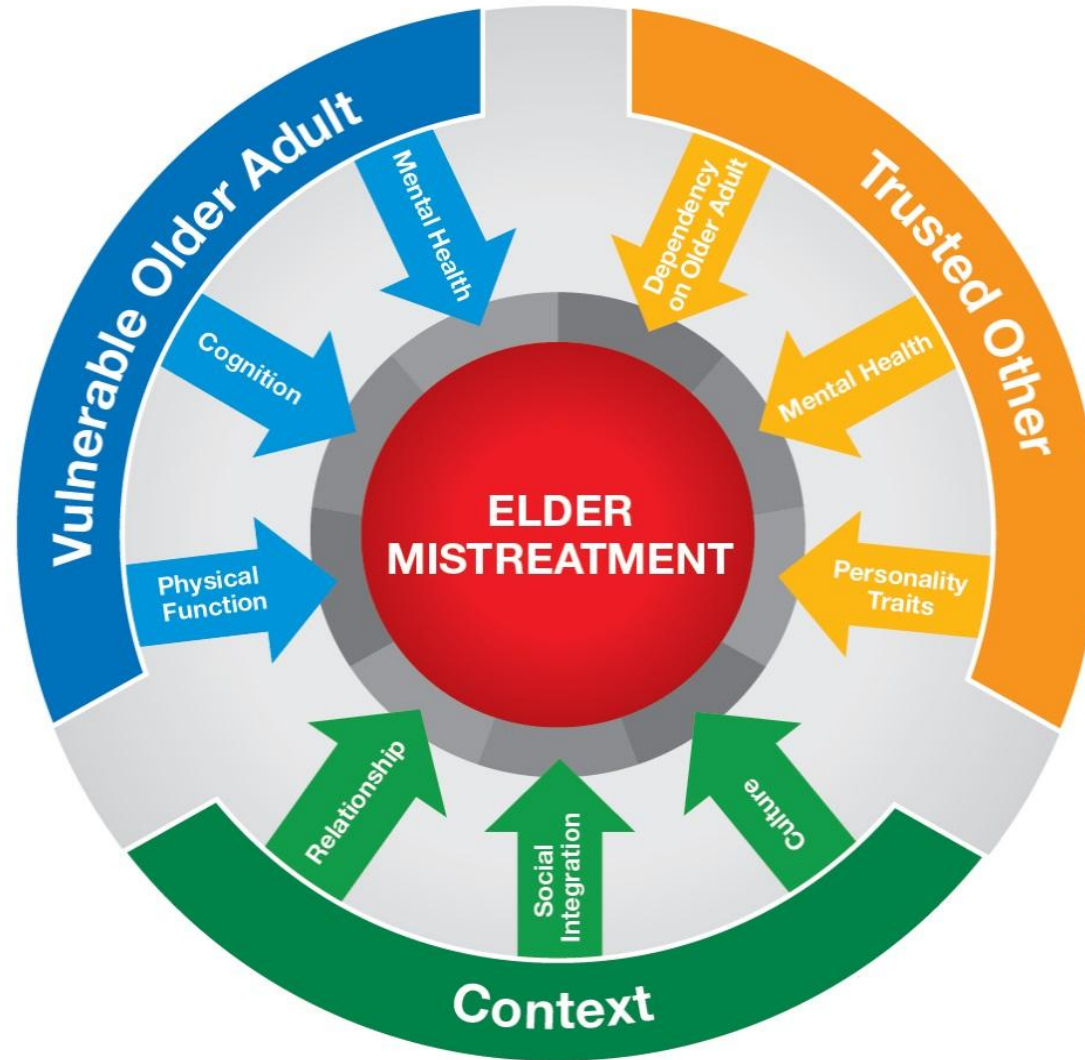 Vulnerable Older Adult
Mental Health
Cognition
Physical
Function
Trusted Other
Dependency
on Older Adult
Mental Health
Personality
Traits
ELDER
MISTREATMENT
Relationship
Social
Integration
Culture
Context